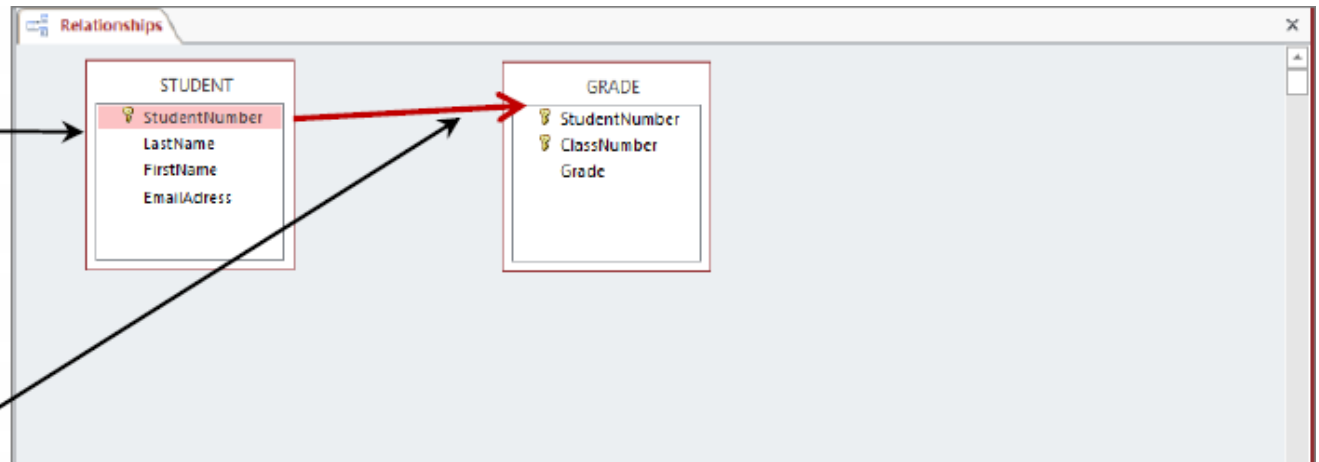 Relationships
STUDENT
StudentNumber
LastName
FirstName
EmailAdress
GRADE
StudentNumber
ClassNumber
Grade